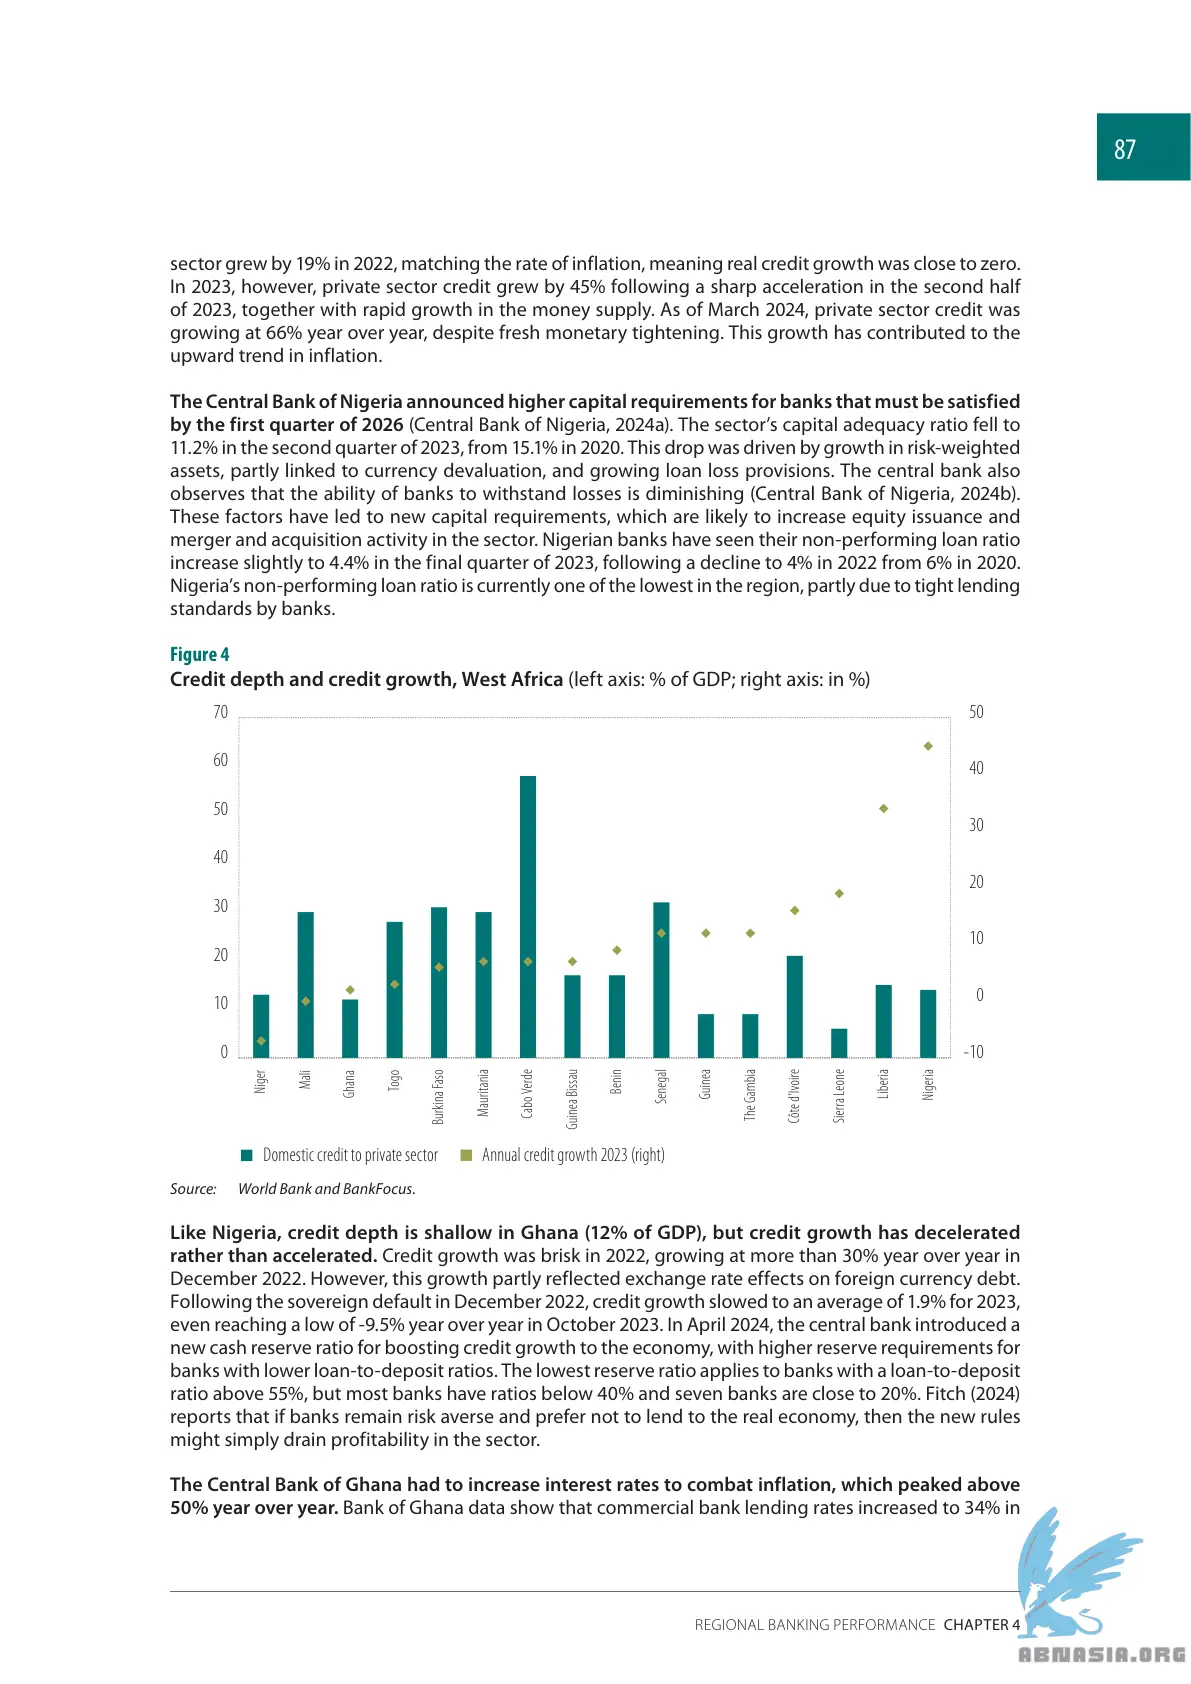 87
sector grew by 19% in 2022, matching the rate of inflation, meaning real credit growth was close to zero.
In 2023, however, private sector credit grew by 45% following a sharp acceleration in the second half
of 2023, together with rapid growth in the money supply. As of March 2024, private sector credit was
growing at 66% year over year, despite fresh monetary tightening. This growth has contributed to the
upward trend in inflation.
The Central Bank of Nigeria announced higher capital requirements for banks that must be satisfied
by the first quarter of 2026 (Central Bank of Nigeria, 2024a). The sector’s capital adequacy ratio fell to
11.2% in the second quarter of 2023, from 15.1% in 2020. This drop was driven by growth in risk-weighted
assets, partly linked to currency devaluation, and growing loan loss provisions. The central bank also
observes that the ability of banks to withstand losses is diminishing (Central Bank of Nigeria, 2024b).
These factors have led to new capital requirements, which are likely to increase equity issuance and
merger and acquisition activity in the sector. Nigerian banks have seen their non-performing loan ratio
increase slightly to 4.4% in the final quarter of 2023, following a decline to 4% in 2022 from 6% in 2020.
Nigeria’s non-performing loan ratio is currently one of the lowest in the region, partly due to tight lending
standards by banks.
Figure 4
Credit depth and credit growth, West Africa (left axis: % of GDP; right axis: in %)
70
60
50
40
30
20
10
0
50
40
30
20
10
0
-10
Niger
Mali
Ghana
Togo
Burkina Faso
Mauritania
Cabo Verde
Guinea Bissau
Benin
Senegal
Guinea
The Gambia
Côte d'Ivoire
Sierra Leone
Liberia
Nigeria
Domestic credit to private sector
Annual credit growth 2023 (right)
Source: World Bank and BankFocus.
Like Nigeria, credit depth is shallow in Ghana (12% of GDP), but credit growth has decelerated
rather than accelerated. Credit growth was brisk in 2022, growing at more than 30% year over year in
December 2022. However, this growth partly reflected exchange rate effects on foreign currency debt.
Following the sovereign default in December 2022, credit growth slowed to an average of 1.9% for 2023,
even reaching a low of -9.5% year over year in October 2023. In April 2024, the central bank introduced a
new cash reserve ratio for boosting credit growth to the economy, with higher reserve requirements for
banks with lower loan-to-deposit ratios. The lowest reserve ratio applies to banks with a loan-to-deposit
ratio above 55%, but most banks have ratios below 40% and seven banks are close to 20%. Fitch (2024)
reports that if banks remain risk averse and prefer not to lend to the real economy, then the new rules
might simply drain profitability in the sector.
The Central Bank of Ghana had to increase interest rates to combat inflation, which peaked above
50% year over year. Bank of Ghana data show that commercial bank lending rates increased to 34% in
REGIONAL BANKING PERFORMANCE CHAPTER 4
ABNASIA.ORG